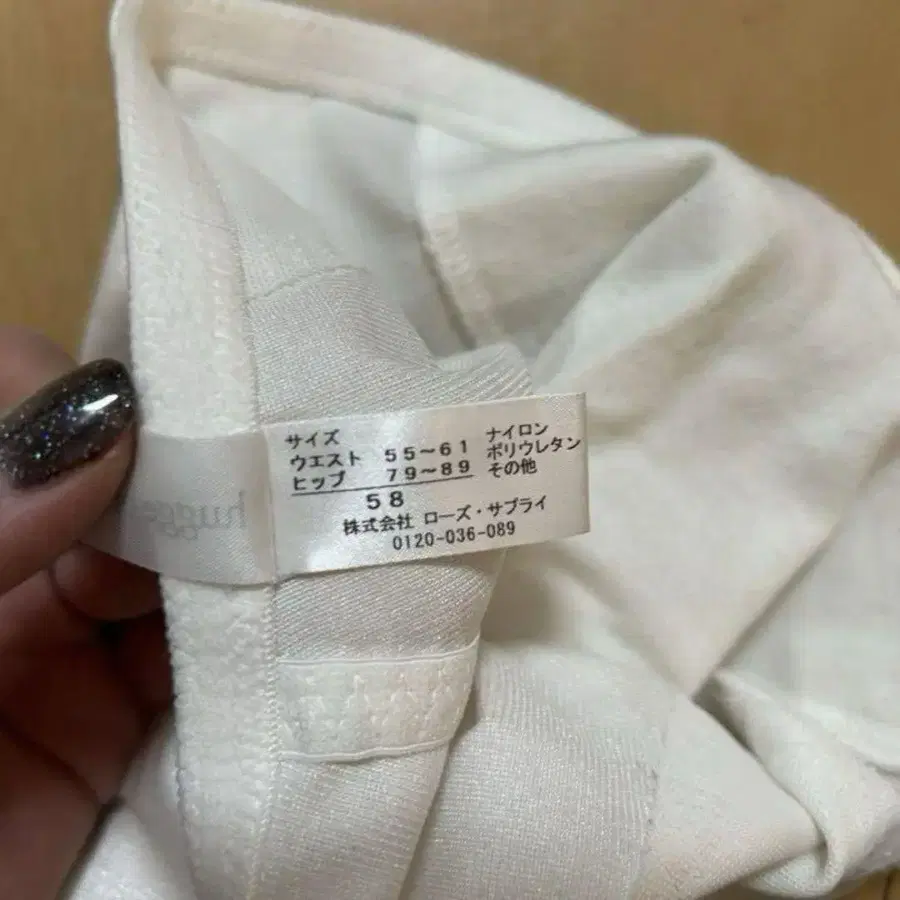 サイズ
ウエスト 55~61
ヒップ 79~89
58
ナイロン
ポリウレタン
その他
株式会社 ローズ・サプライ
0120-036-089